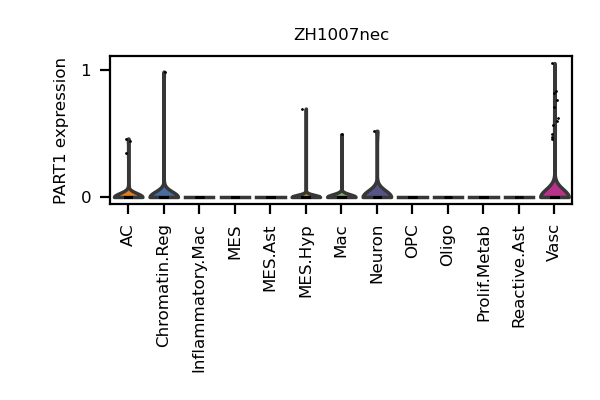 ZH1007nec
PART1 expression
1
0
AC
Chromatin.Reg
Inflammatory.Mac
MES
MES.Ast
MES.Hyp
Mac
Neuron
OPC
Oligo
Prolif.Metab
Reactive.Ast
Vasc